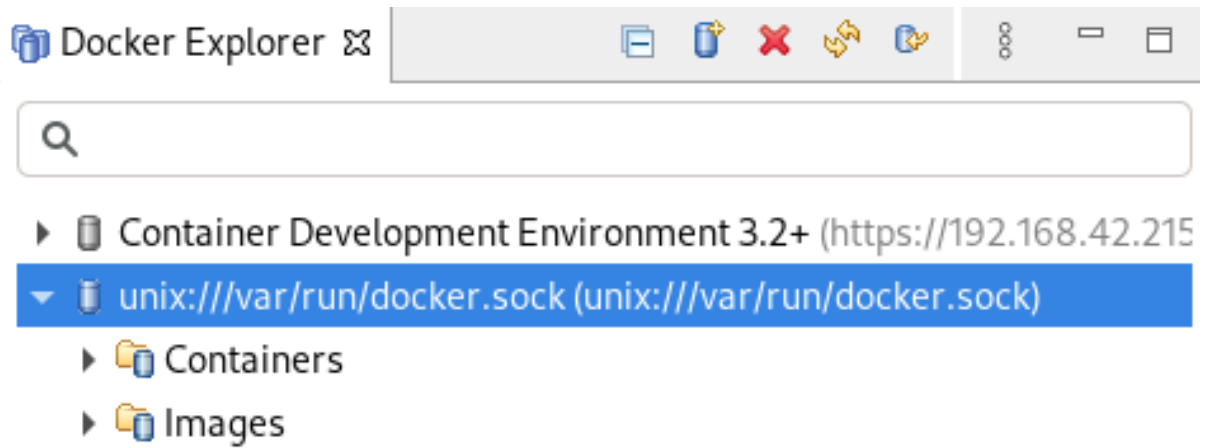 Docker Explorer
Container Development Environment 3.2+ (https://192.168.42.215
unix:///var/run/docker.sock (unix:///var/run/docker.sock)
Containers
Images